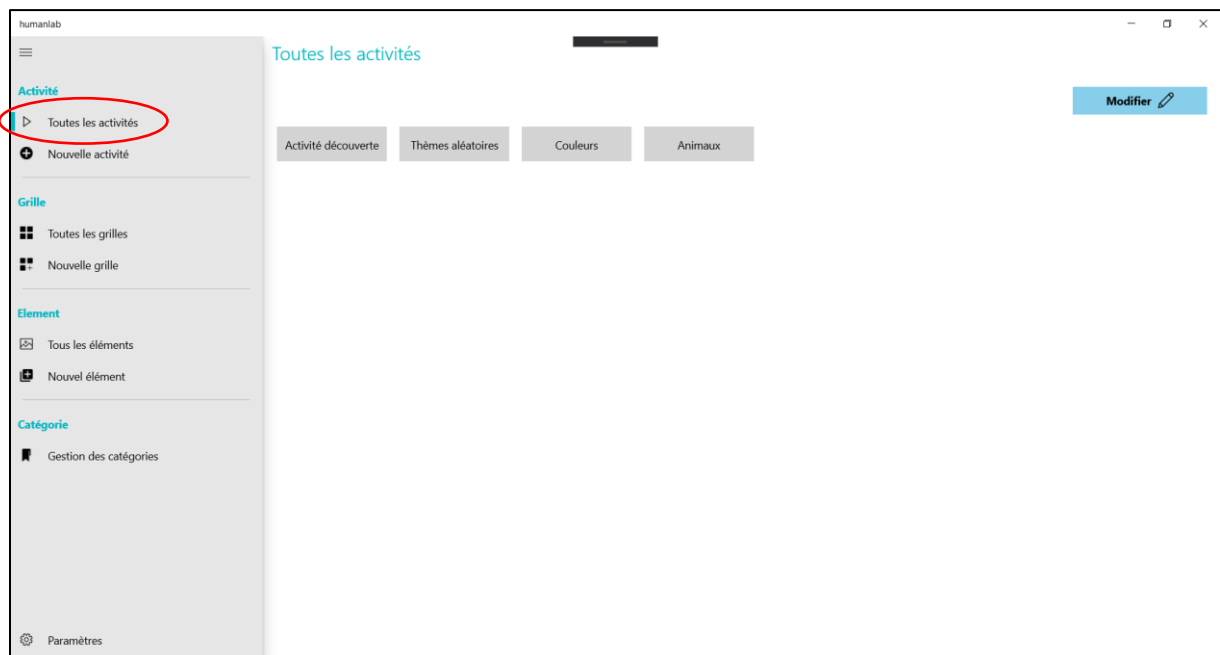 humanlab
Toutes les activités
Activité
Toutes les activités
Nouvelle activité
Grille
Toutes les grilles
Nouvelle grille
Element
Tous les éléments
Nouvel élément
Catégorie
Gestion des catégories
Paramètres
Modifier
Activité découverte Thèmes aléatoires Couleurs Animaux